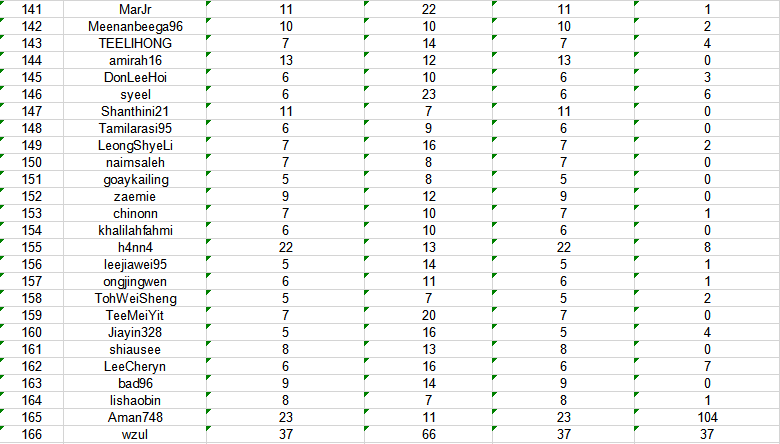 141 MarJr 11 22 11 1
142 Meenanbeega96 10 10 10 2
143 TEELIHONG 7 14 7 4
144 amirah16 13 12 13 0
145 DonLeeHoi 6 10 6 3
146 syeel 6 23 6 6
147 Shanthini21 11 7 11 0
148 Tamilarasi95 6 9 6 0
149 LeongShyeLi 7 16 7 2
150 naimsaleh 7 8 7 0
151 goaykailing 5 8 5 0
152 zaemie 9 12 9 0
153 chinonn 7 10 7 1
154 khalilahfahmi 6 10 6 0
155 h4nn4 22 13 22 8
156 leejiawei95 5 14 5 1
157 ongjingwen 6 11 6 1
158 TohWeiSheng 5 7 5 2
159 TeeMeiYit 7 20 7 0
160 Jiayin328 5 16 5 4
161 shiausee 8 13 8 0
162 LeeCheryn 6 16 6 7
163 bad96 9 14 9 0
164 lishaobin 8 7 8 1
165 Aman748 23 11 23 104
166 wzul 37 66 37 37